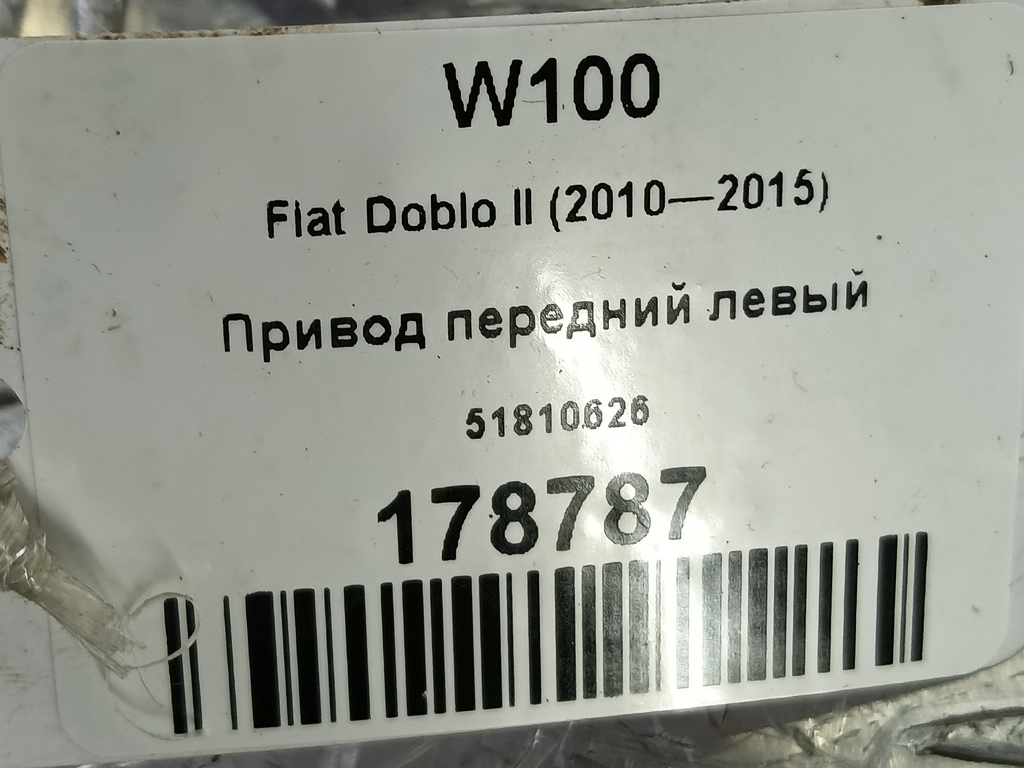 W100
Fiat Doblo II (2010—2015)
Привод передний левый
51810626
178787